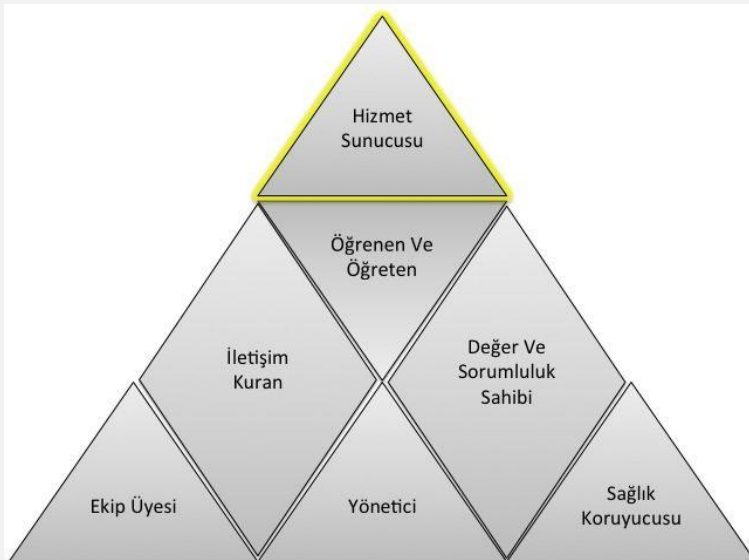 Hizmet
Sunucusu
Öğrenen Ve
Öğreten
İletişim
Kuran
Değer Ve
Sorumluluk
Sahibi
Ekip Üyesi
Yönetici
Sağlık
Koruyucusu